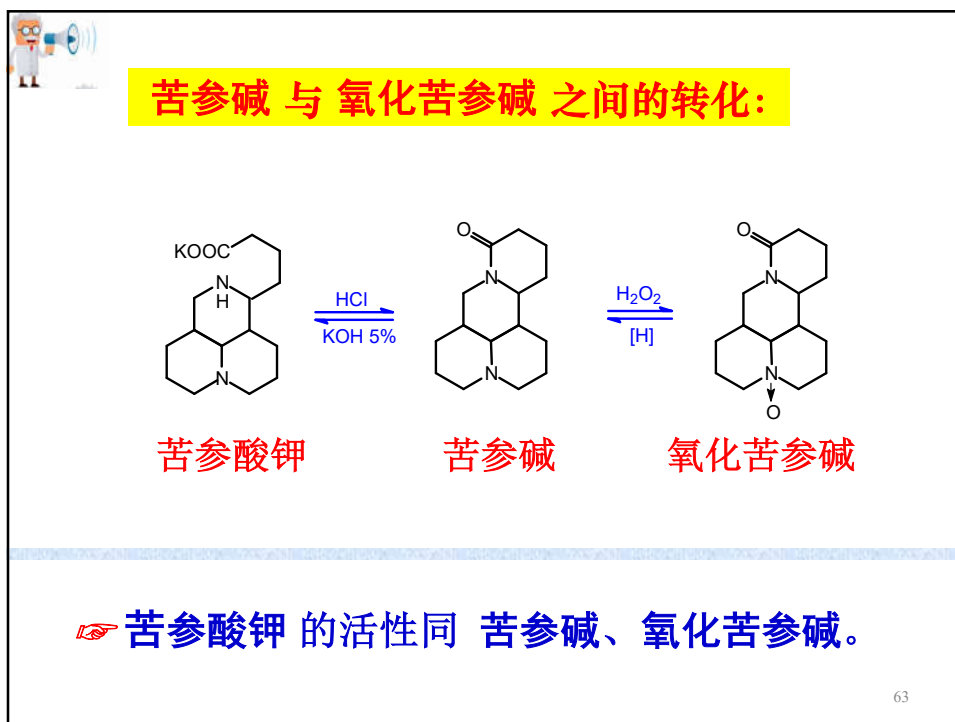 苦参碱 与 氧化苦参碱 之间的转化：
KOOC
N
H
N
HCl
KOH 5%
O
N
N
H₂O₂
[H]
O
N
N
O
苦参酸钾
苦参碱
氧化苦参碱
☞苦参酸钾 的活性同 苦参碱、氧化苦参碱。
63